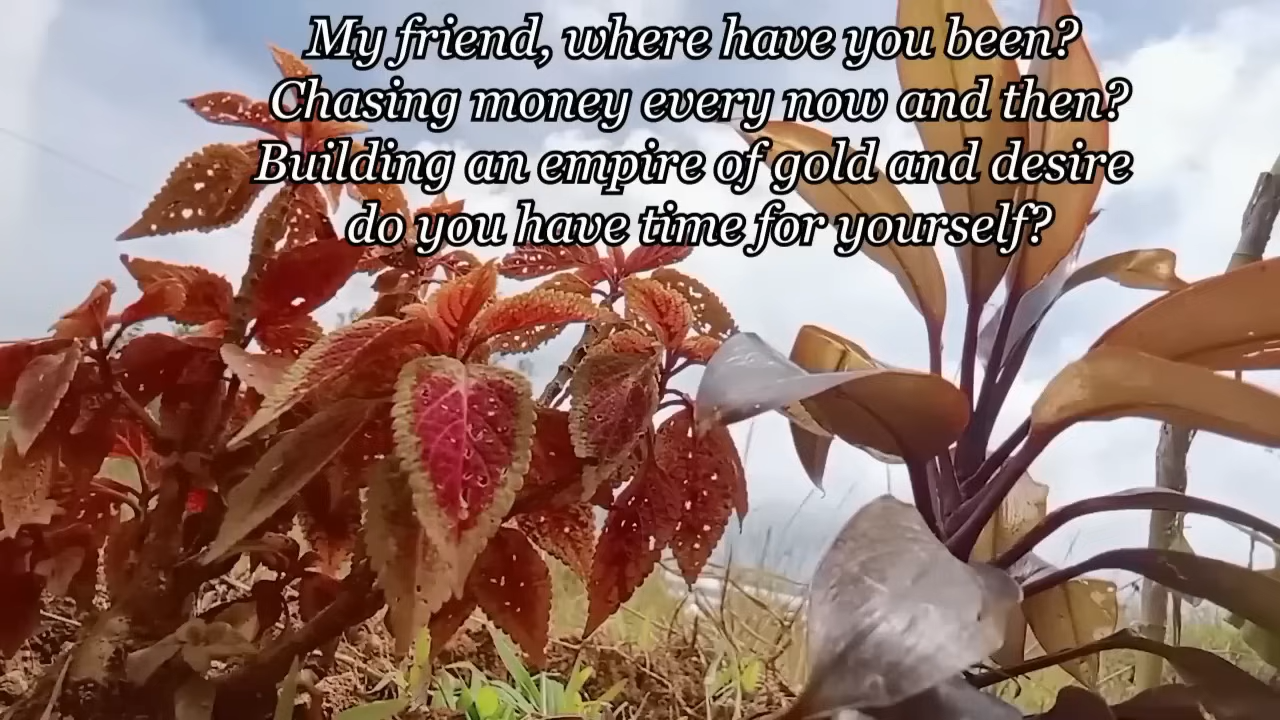 My friend, where have you been?
Chasing money every now and then?
Building an empire of gold and desire
do you have time for yourself?